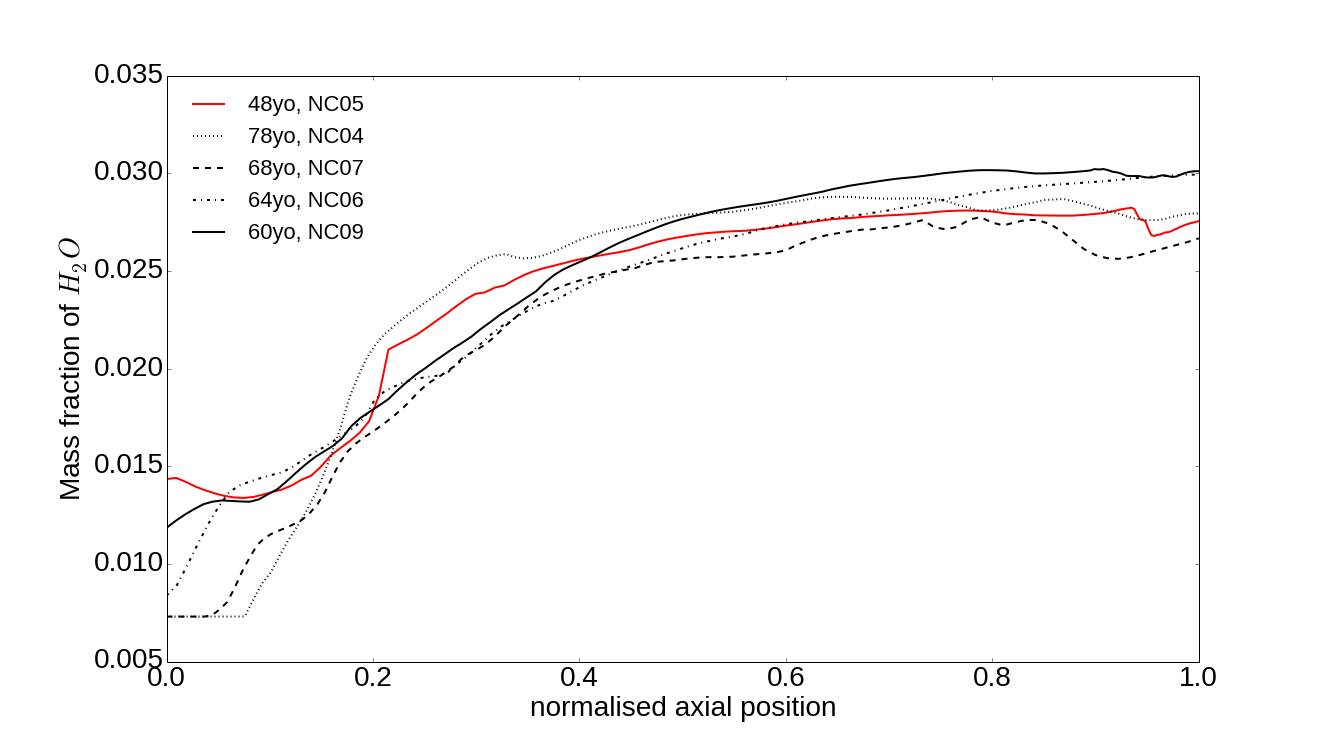 0.035
0.030
0.025
0.020
0.015
0.010
0.005
Mass fraction of H₂O
48yo, NC05
78yo, NC04
68yo, NC07
64yo, NC06
60yo, NC09
0.0 0.2 0.4 0.6 0.8 1.0
normalised axial position